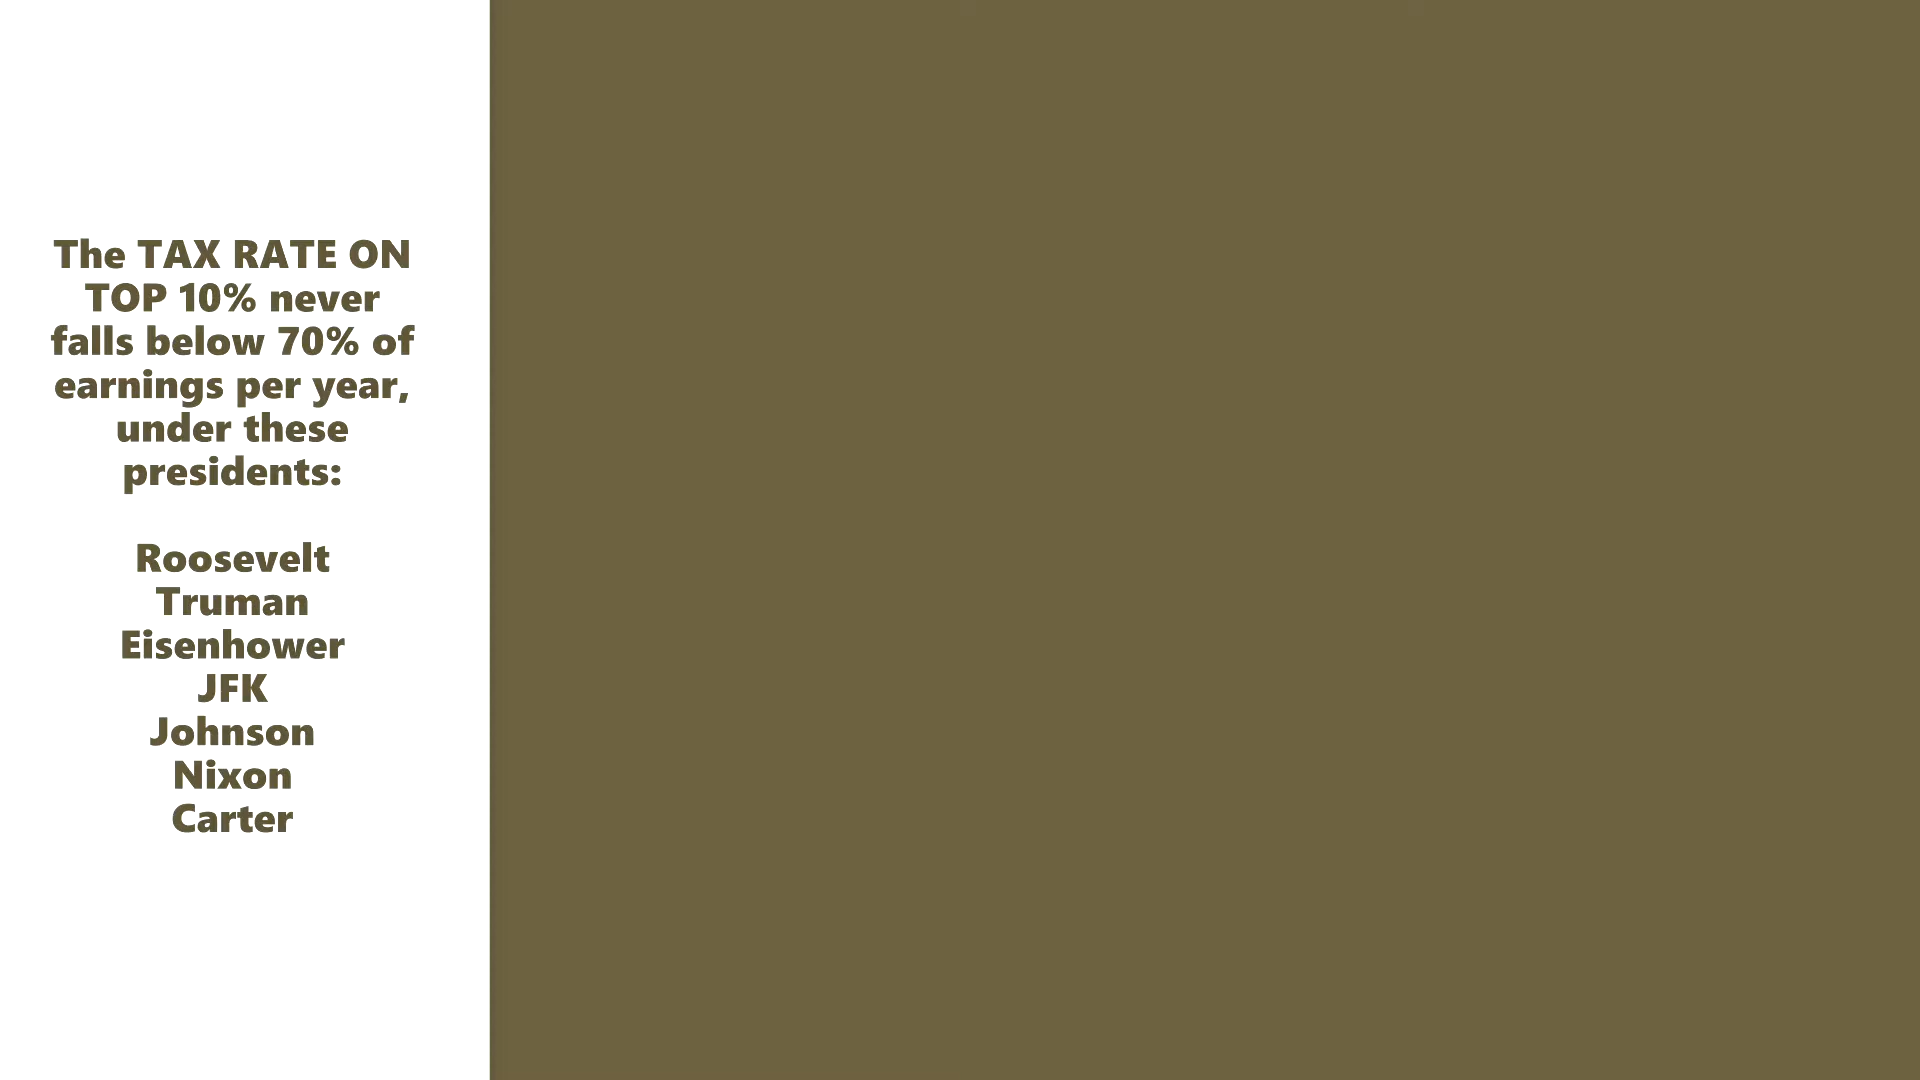 The TAX RATE ON
TOP 10% never
falls below 70% of
earnings per year,
under these
presidents:
Roosevelt
Truman
Eisenhower
JFK
Johnson
Nixon
Carter